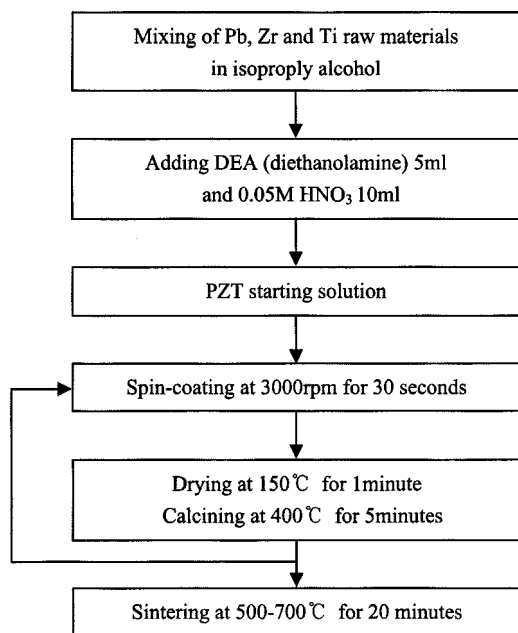 Mixing of Pb, Zr and Ti raw materials
in isoproply alcohol
Adding DEA (diethanolamine) 5ml
and 0.05M HNO₃ 10ml
PZT starting solution
Spin-coating at 3000rpm for 30 seconds
Drying at 150℃ for 1minute
Calcining at 400℃ for 5minutes
Sintering at 500-700℃ for 20 minutes